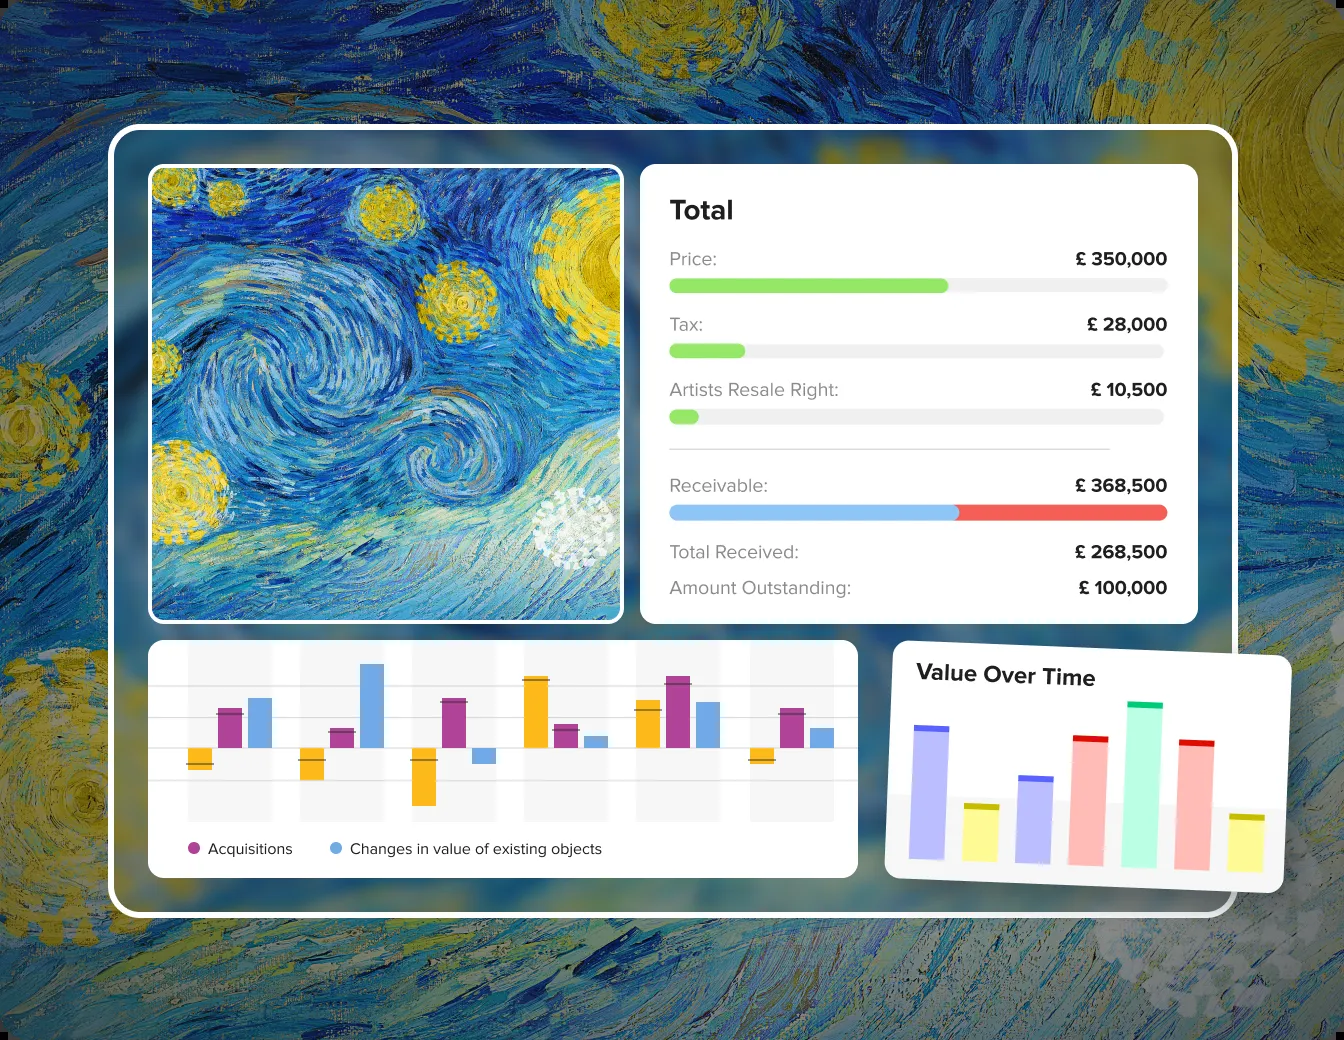 Total
Price: £ 350,000
Tax: £ 28,000
Artists Resale Right: £ 10,500
Receivable: £ 368,500
Total Received: £ 268,500
Amount Outstanding: £ 100,000
Acquisitions Changes in value of existing objects
Value Over Time